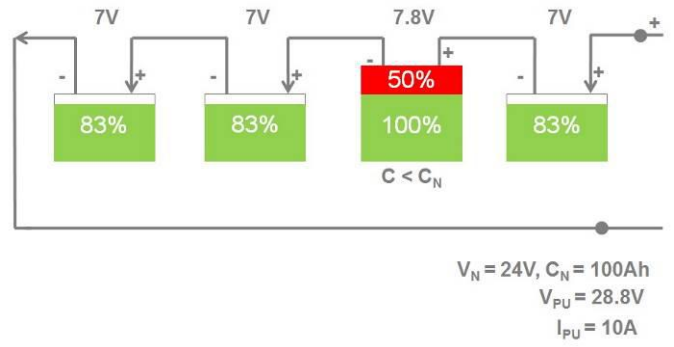 7V 7V 7.8V 7V
- + - + - + - + +
50%
83% 83% 100% 83%
C < CN
VN = 24V, CN = 100Ah
VPU = 28.8V
IPU = 10A